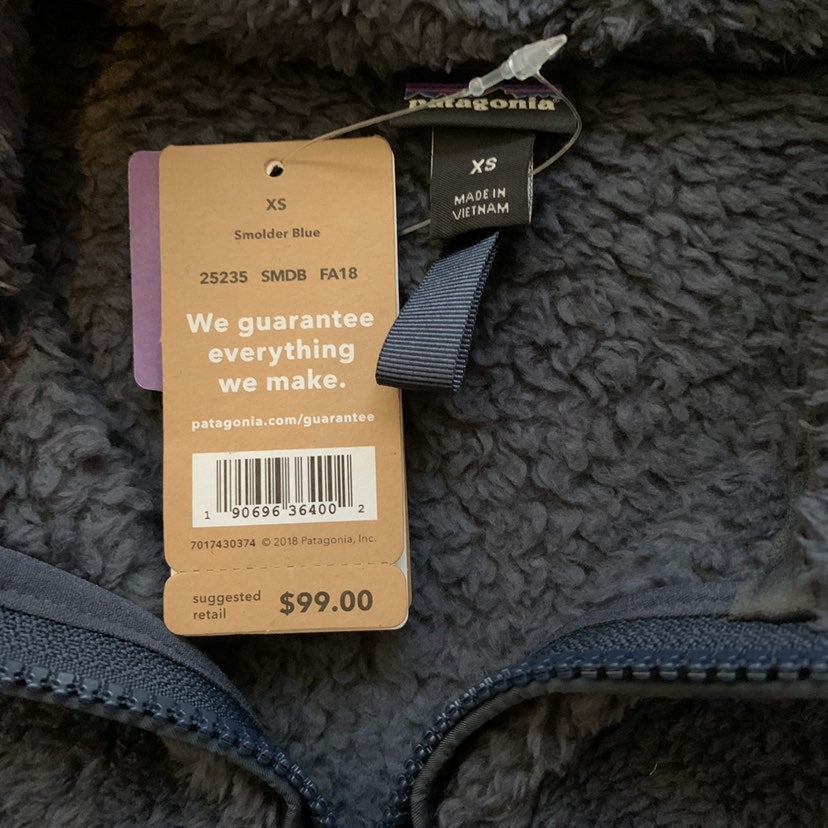 patagonia
XS
MADE IN
VIETNAM
XS
Smolder Blue
25235 SMDB FA18
We guarantee
everything
we make.
patagonia.com/guarantee
1 90696 36400 2
7017430374 © 2018 Patagonia, Inc.
suggested
retail
$99.00